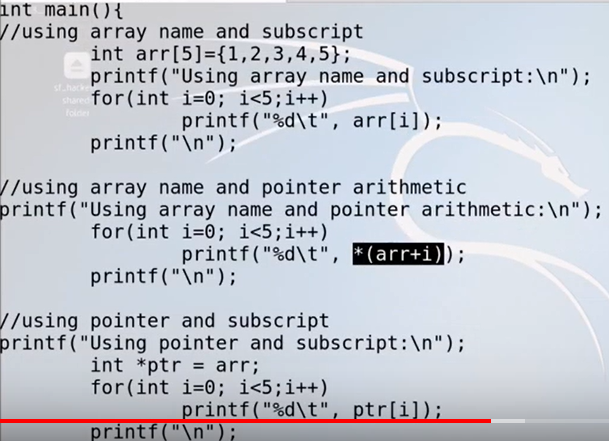 int main(){
//using array name and subscript
int arr[5]={1,2,3,4,5};
printf("Using array name and subscript:\n");
for(int i=0; i<5;i++)
printf("%d\t", arr[i]);
printf("\n");
//using array name and pointer arithmetic
printf("Using array name and pointer arithmetic:\n");
for(int i=0; i<5;i++)
printf("%d\t", *(arr+i));
printf("\n");
//using pointer and subscript
printf("Using pointer and subscript:\n");
int *ptr = arr;
for(int i=0; i<5;i++)
printf("%d\t", ptr[i]);
printf("\n");
shared
folder